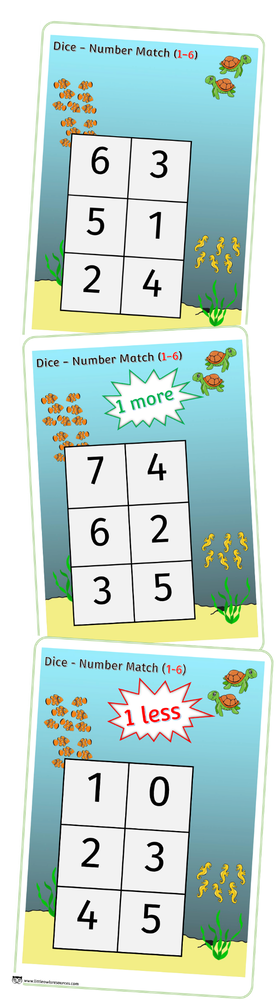 Dice – Number Match (1–6)
6 3
5 1
2 4
Dice – Number Match (1–6)
1 more
7 4
6 2
3 5
Dice - Number Match (1-6)
1 less
1 0
2 3
4 5
www.littleowlsresources.com